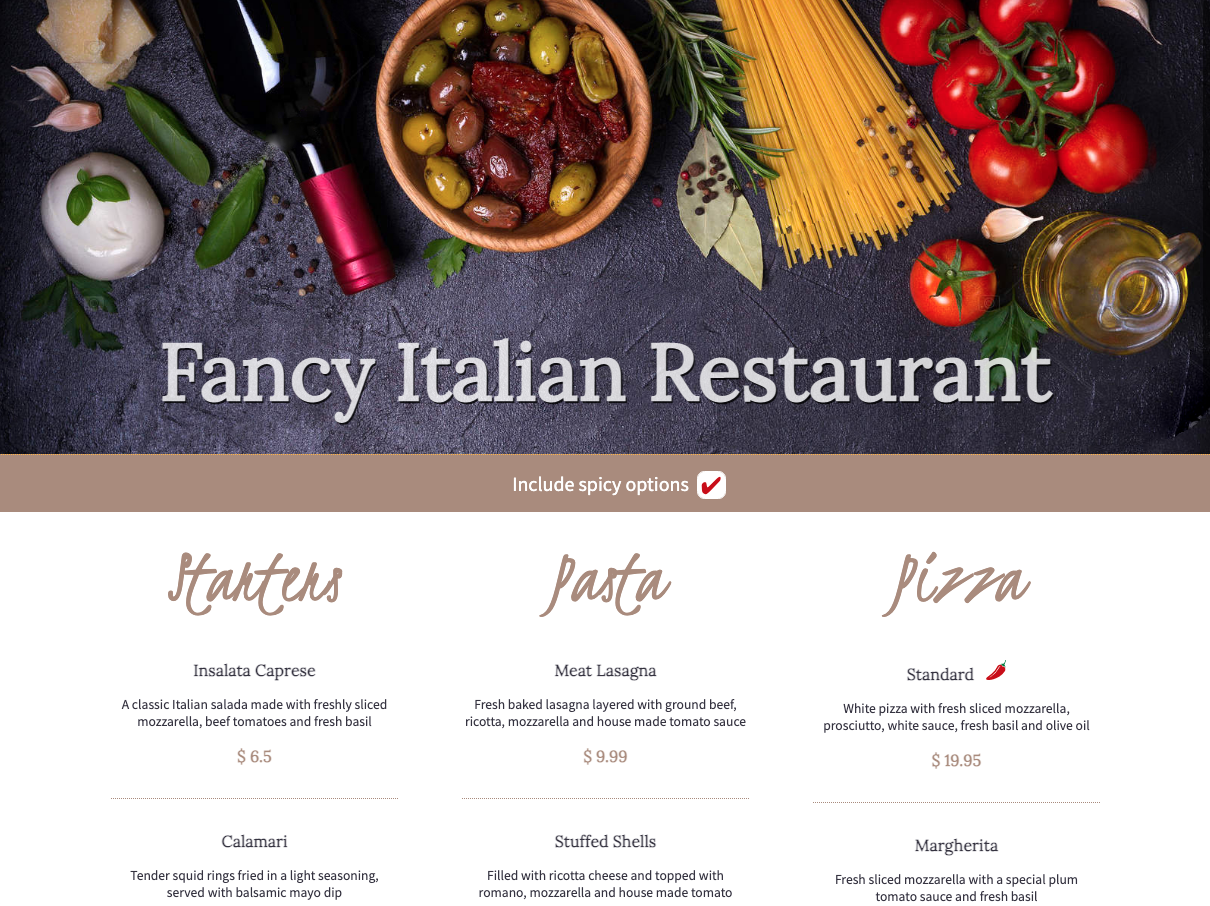 Fancy Italian Restaurant
Include spicy options
Starters
Insalata Caprese
A classic Italian salada made with freshly sliced
mozzarella, beef tomatoes and fresh basil
$ 6.5
Calamari
Tender squid rings fried in a light seasoning,
served with balsamic mayo dip
Pasta
Meat Lasagna
Fresh baked lasagna layered with ground beef,
ricotta, mozzarella and house made tomato sauce
$ 9.99
Stuffed Shells
Filled with ricotta cheese and topped with
romano, mozzarella and house made tomato
Pizza
Standard
White pizza with fresh sliced mozzarella,
prosciutto, white sauce, fresh basil and olive oil
$ 19.95
Margherita
Fresh sliced mozzarella with a special plum
tomato sauce and fresh basil